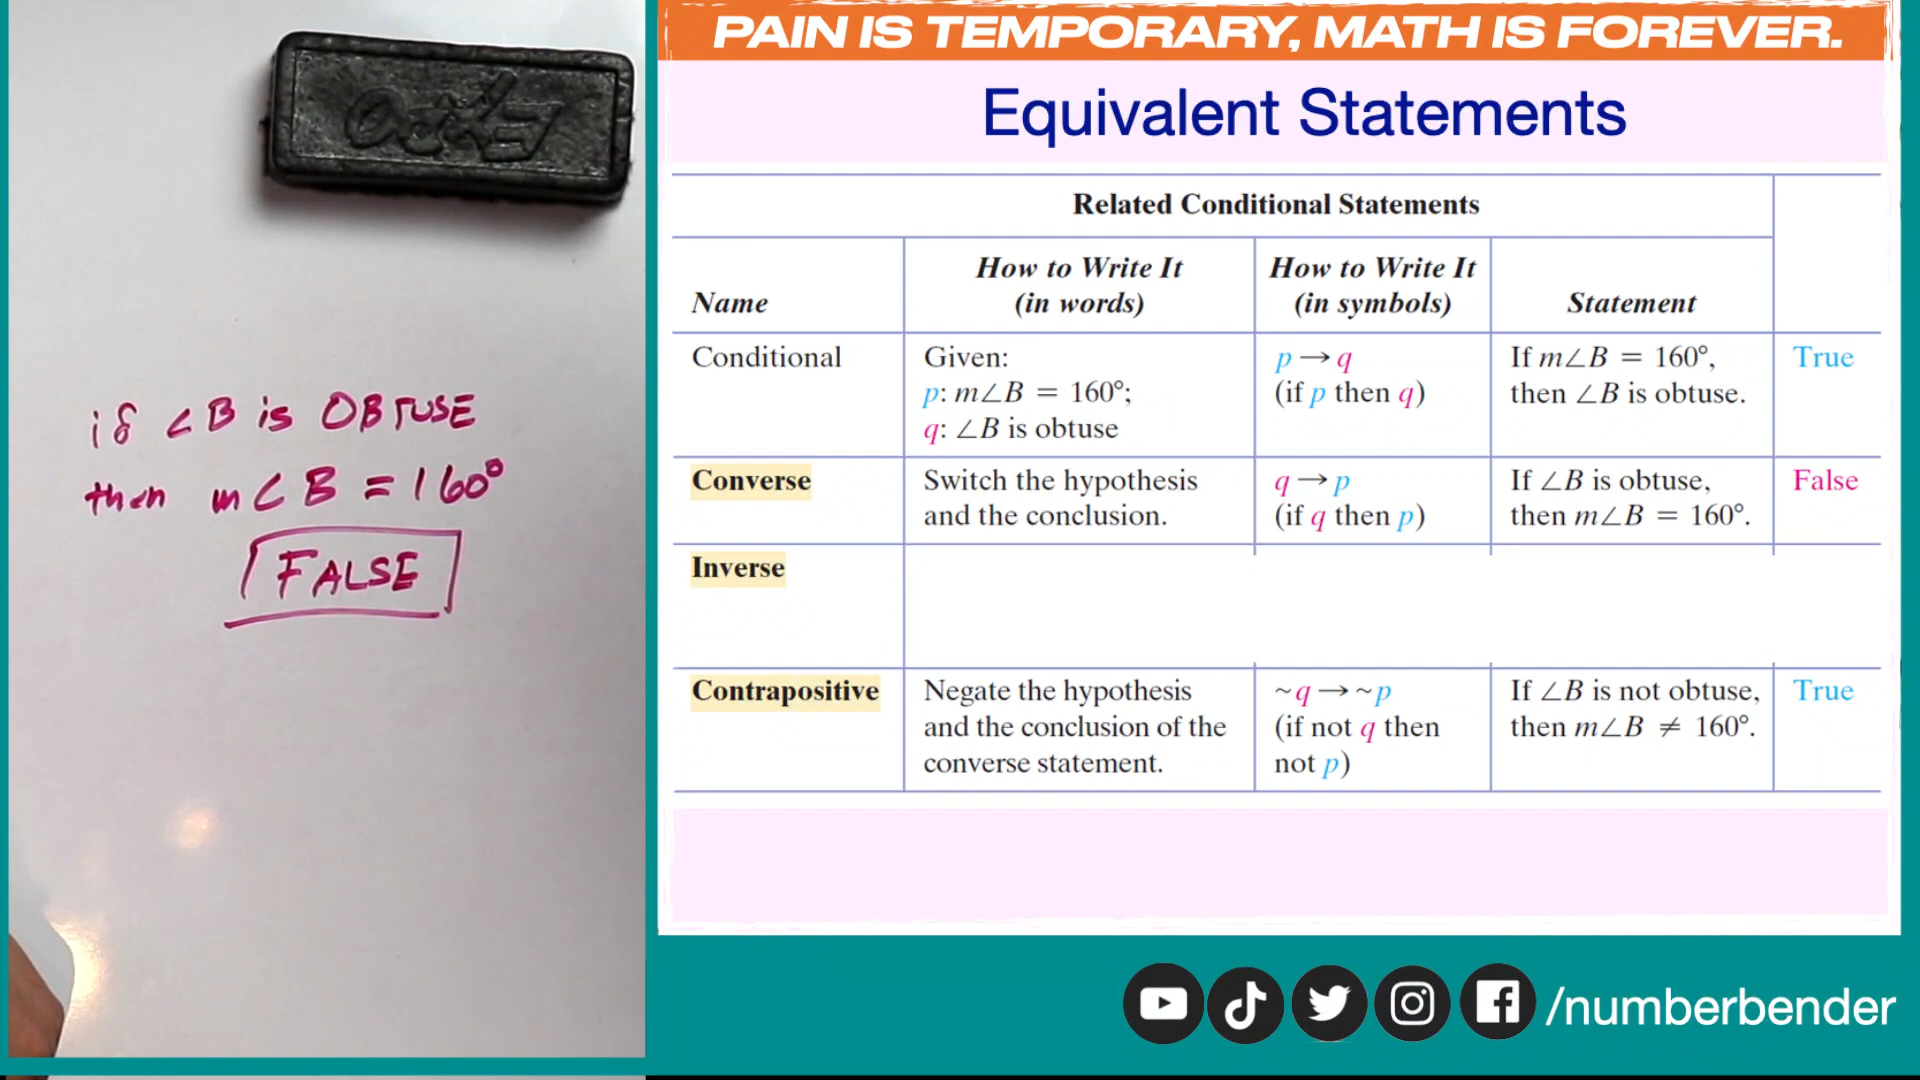 PAIN IS TEMPORARY, MATH IS FOREVER.
Equivalent Statements
Related Conditional Statements
Name
How to Write It
(in words)
How to Write It
(in symbols)
Statement
Conditional
Given:
p: m∠B = 160°;
q: ∠B is obtuse
p → q
(if p then q)
If m∠B = 160°,
then ∠B is obtuse.
True
Converse
Switch the hypothesis
and the conclusion.
q → p
(if q then p)
If ∠B is obtuse,
then m∠B = 160°.
False
Inverse
Contrapositive
Negate the hypothesis
and the conclusion of the
converse statement.
~q → ~p
(if not q then
not p)
If ∠B is not obtuse,
then m∠B ≠ 160°.
True
if ∠B is OBTUSE
then m∠B = 160°
FALSE
/numberbender